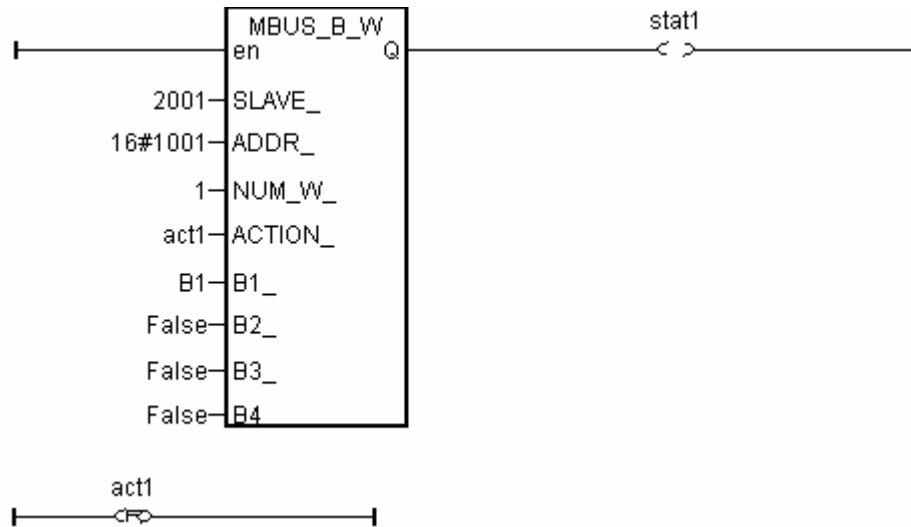 MBUS_B_W
stat1
en Q
2001 SLAVE_
16#1001 ADDR_
1 NUM_W_
act1 ACTION_
B1 B1_
False B2_
False B3_
False B4
act1
R